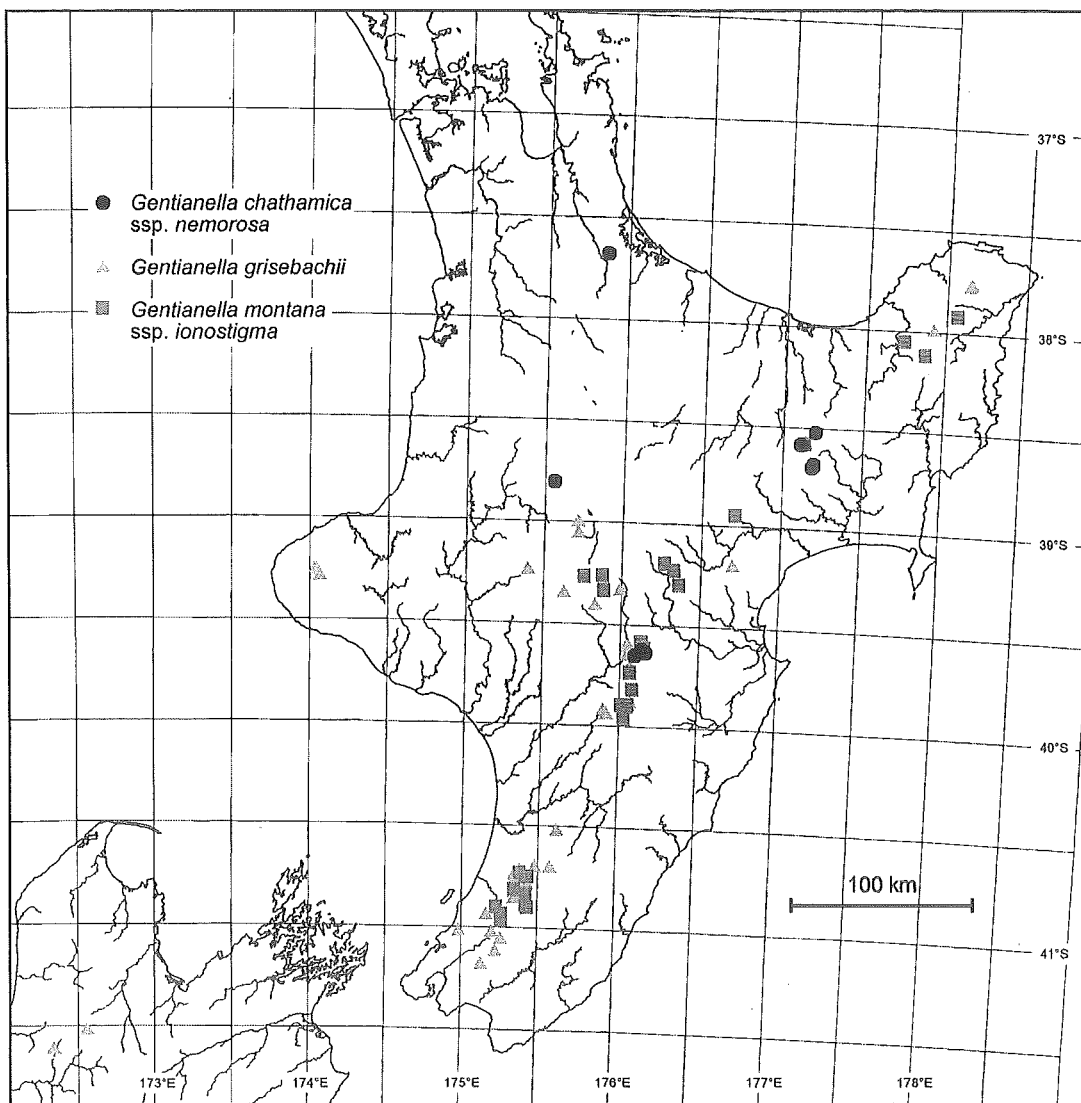 37°S
Gentianella chathamica
ssp. nemorosa
Gentianella grisebachii
Gentianella montana
ssp. ionostigma
38°S
39°S
40°S
100 km
41°S
173°E 174°E 175°E 176°E 177°E 178°E